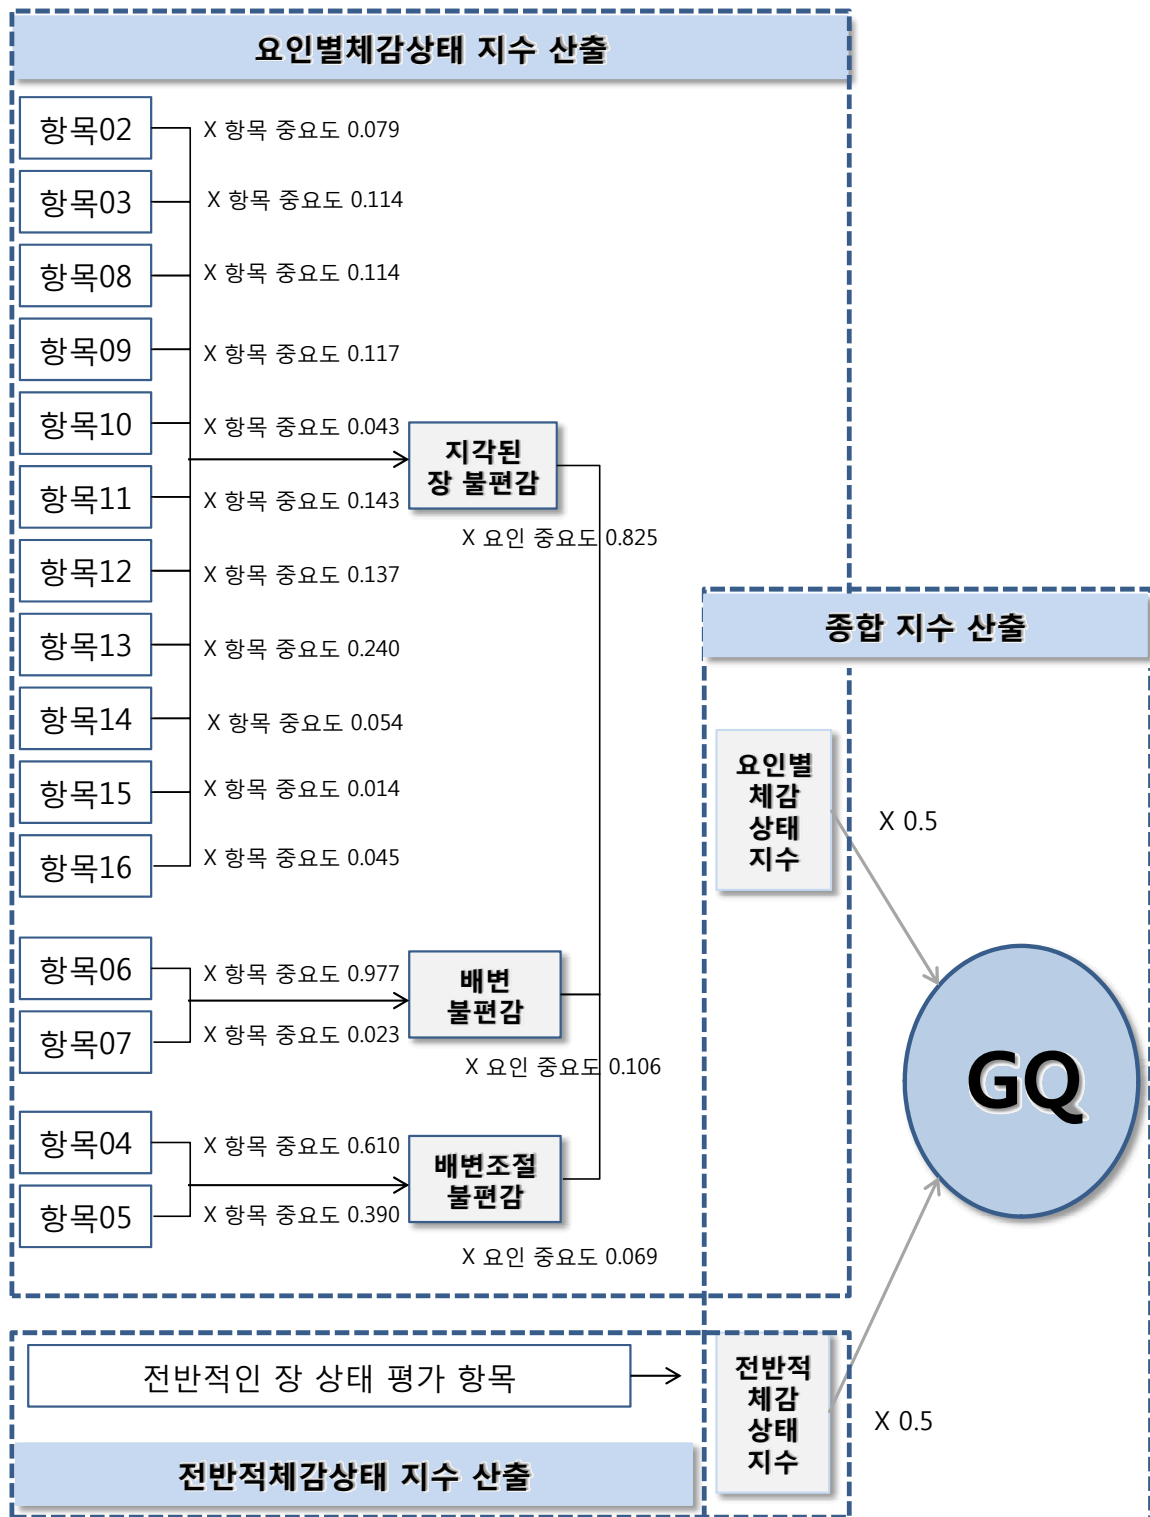 요인별체감상태 지수 산출
항목02
X 항목 중요도 0.079
항목03
X 항목 중요도 0.114
항목08
X 항목 중요도 0.114
항목09
X 항목 중요도 0.117
항목10
X 항목 중요도 0.043
지각된
장 불편감
항목11
X 항목 중요도 0.143
X 요인 중요도 0.825
항목12
X 항목 중요도 0.137
항목13
X 항목 중요도 0.240
항목14
X 항목 중요도 0.054
항목15
X 항목 중요도 0.014
항목16
X 항목 중요도 0.045
항목06
X 항목 중요도 0.977
배변
불편감
항목07
X 항목 중요도 0.023
X 요인 중요도 0.106
항목04
X 항목 중요도 0.610
배변조절
불편감
항목05
X 항목 중요도 0.390
X 요인 중요도 0.069
종합 지수 산출
요인별
체감
상태
지수
X 0.5
GQ
전반적인 장 상태 평가 항목
전반적
체감
상태
지수
X 0.5
전반적체감상태 지수 산출